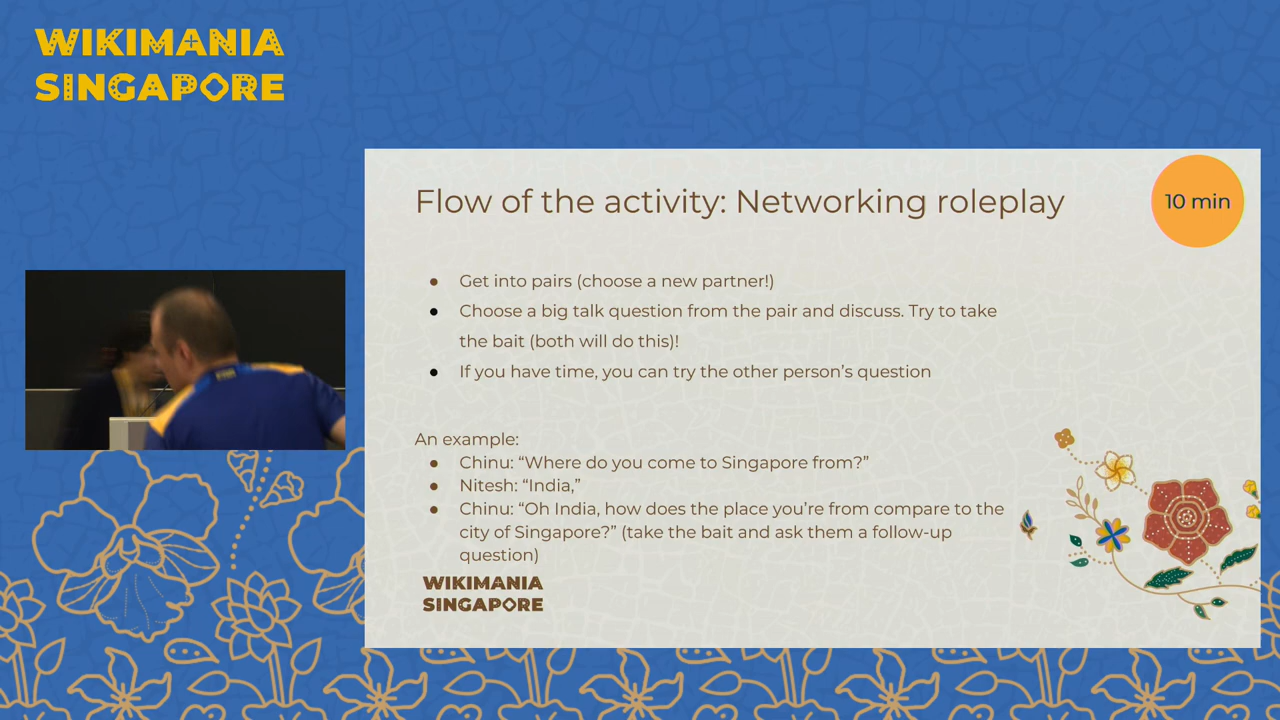 WIKIMANIA
SINGAPORE
Flow of the activity: Networking roleplay
10 min
● Get into pairs (choose a new partner!)
● Choose a big talk question from the pair and discuss. Try to take
the bait (both will do this)!
● If you have time, you can try the other person’s question
An example:
● Chinu: “Where do you come to Singapore from?”
● Nitesh: “India,”
● Chinu: “Oh India, how does the place you’re from compare to the
city of Singapore?” (take the bait and ask them a follow-up
question)
WIKIMANIA
SINGAPORE